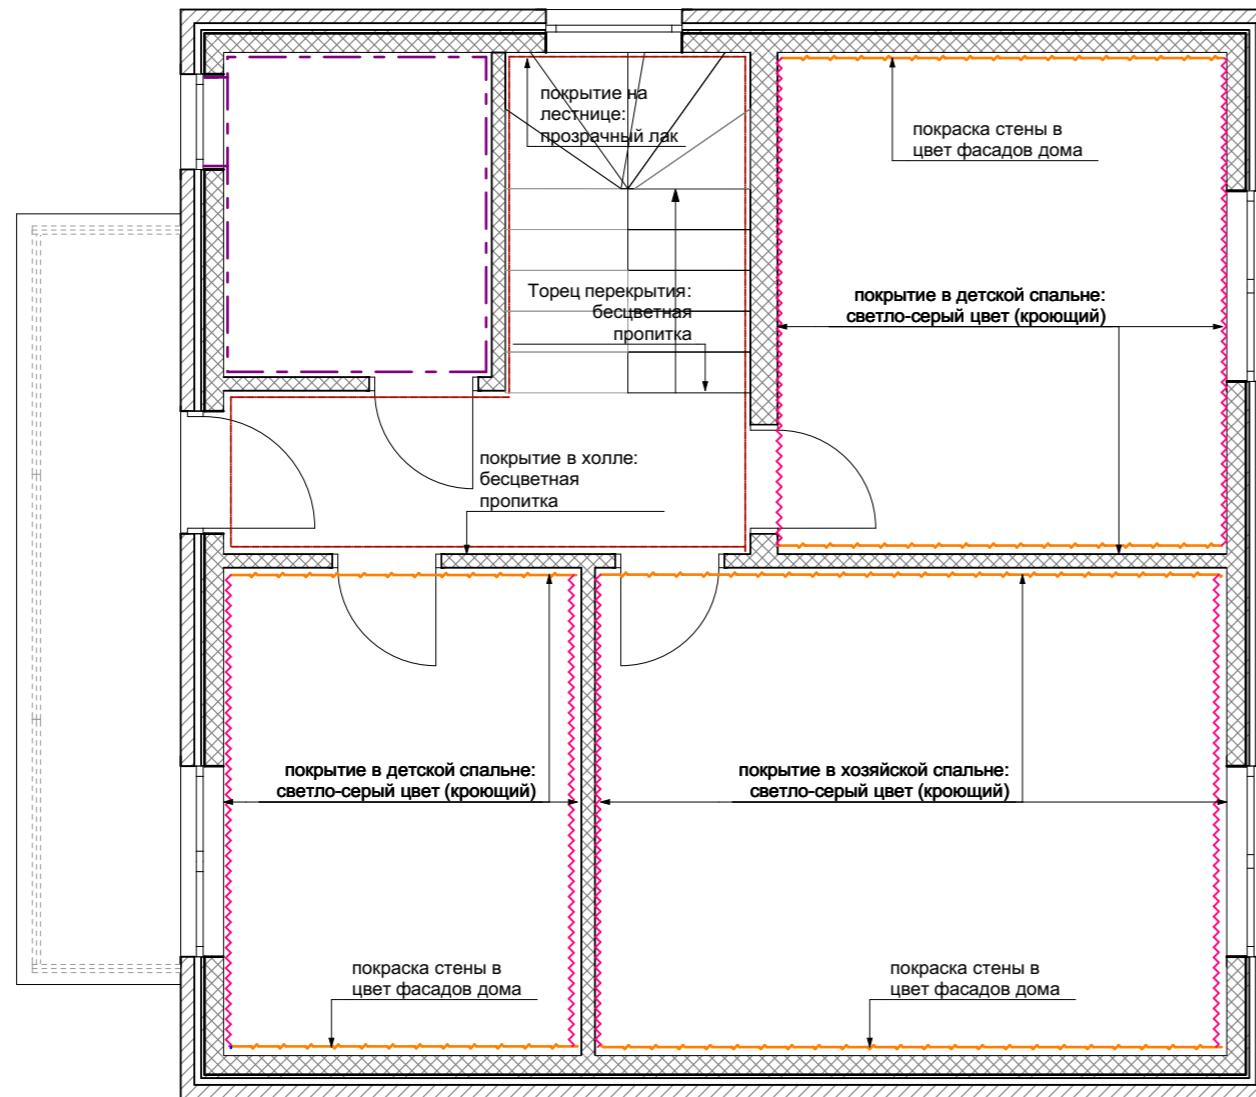 покрытие на
лестнице:
прозрачный лак
покраска стены в
цвет фасадов дома
Торец перекрытия:
бесцветная
пропитка
покрытие в детской спальне:
светло-серый цвет (кроющий)
покрытие в холле:
бесцветная
пропитка
покрытие в детской спальне:
светло-серый цвет (кроющий)
покрытие в хозяйской спальне:
светло-серый цвет (кроющий)
покраска стены в
цвет фасадов дома
покраска стены в
цвет фасадов дома